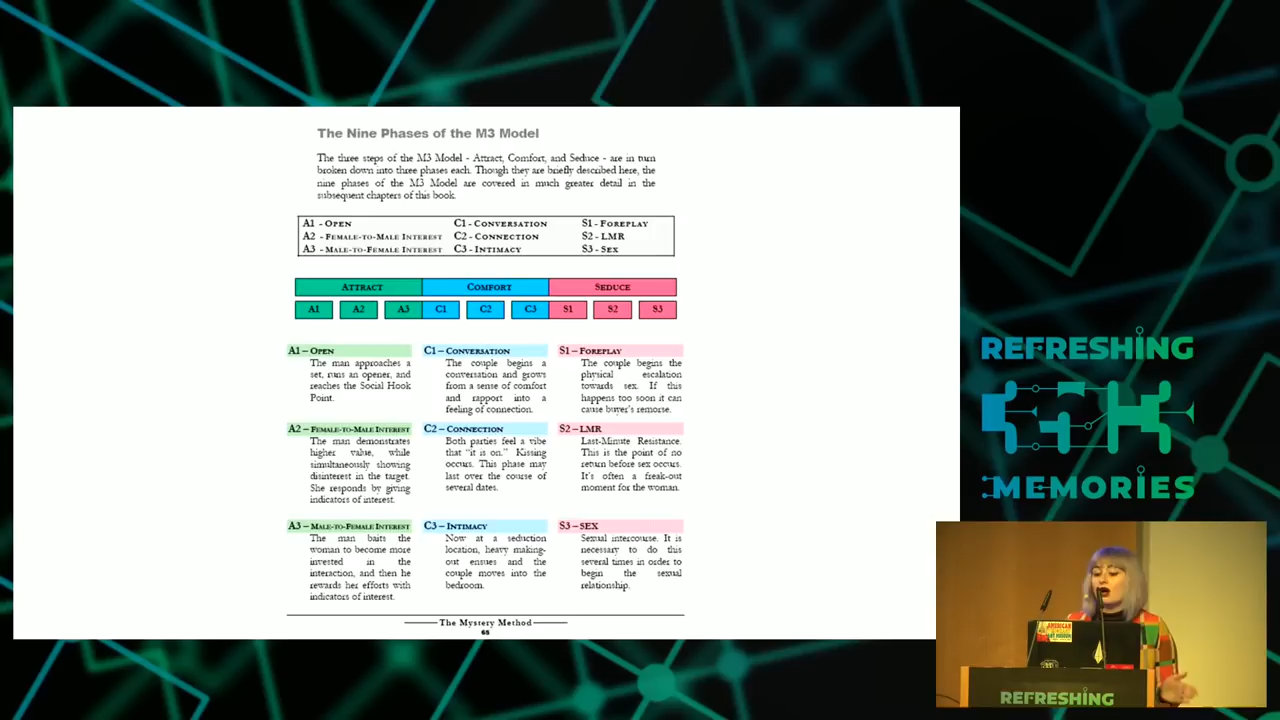 The Nine Phases of the M3 Model
The three steps of the M3 Model - Attract, Comfort, and Seduce - are in turn
broken down into three phases each. Though they are briefly described here, the
nine phases of the M3 Model are covered in much greater detail in the
subsequent chapters of this book.
A1 - OPEN
A2 - FEMALE-TO-MALE INTEREST
A3 - MALE-TO-FEMALE INTEREST
C1 - CONVERSATION
C2 - CONNECTION
C3 - INTIMACY
S1 - FOREPLAY
S2 - LMR
S3 - SEX
ATTRACT COMFORT SEDUCE
A1 A2 A3 C1 C2 C3 S1 S2 S3
A1 – OPEN
The man approaches a
set, runs an opener, and
reaches the Social Hook
Point.
C1 – CONVERSATION
The couple begins a
conversation and grows
from a sense of comfort
and rapport into a
feeling of connection.
S1 – FOREPLAY
The couple begins the
physical escalation
towards sex. If this
happens too soon it can
cause buyer's remorse.
A2 – FEMALE-TO-MALE INTEREST
The man demonstrates
higher value, while
simultaneously showing
disinterest in the target.
She responds by giving
indicators of interest.
C2 – CONNECTION
Both parties feel a vibe
that "it is on." Kissing
occurs. This phase may
last over the course of
several dates.
S2 – LMR
Last-Minute Resistance.
This is the point of no
return before sex occurs.
It's often a freak-out
moment for the woman.
A3 – MALE-TO-FEMALE INTEREST
The man baits the
woman to become more
invested in the
interaction, and then he
rewards her efforts with
indicators of interest.
C3 – INTIMACY
Now at a seduction
location, heavy making-
out ensues and the
couple moves into the
bedroom.
S3 – SEX
Sexual intercourse. It is
necessary to do this
several times in order to
begin the sexual
relationship.
The Mystery Method
65
REFRESHING
MEMORIES
AMERICAN
REFRESHING